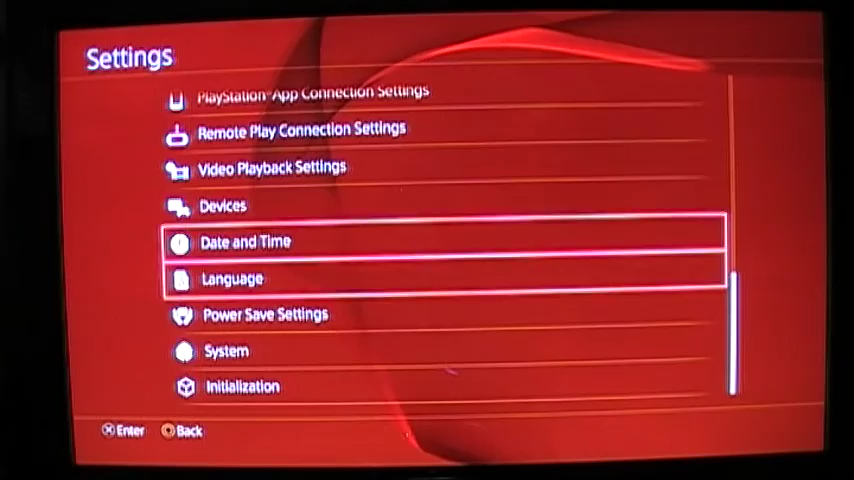 Settings
PlayStation®App Connection Settings
Remote Play Connection Settings
Video Playback Settings
Devices
Date and Time
Language
Power Save Settings
System
Initialization
Enter Back